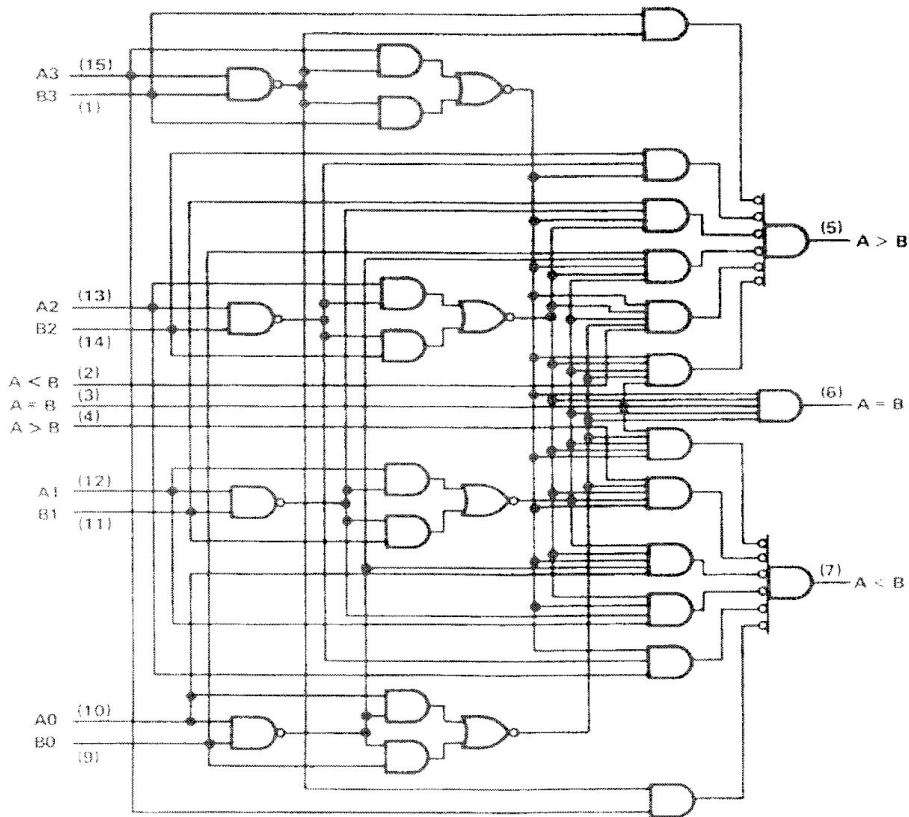 A3 (15)
B3
(1)
(5)
A > B
A2 (13)
B2
(14)
A < B (2)
A = B (3)
A > B (4)
(6)
A = B
A1 (12)
B1
(11)
(7)
A < B
A0 (10)
B0
(9)